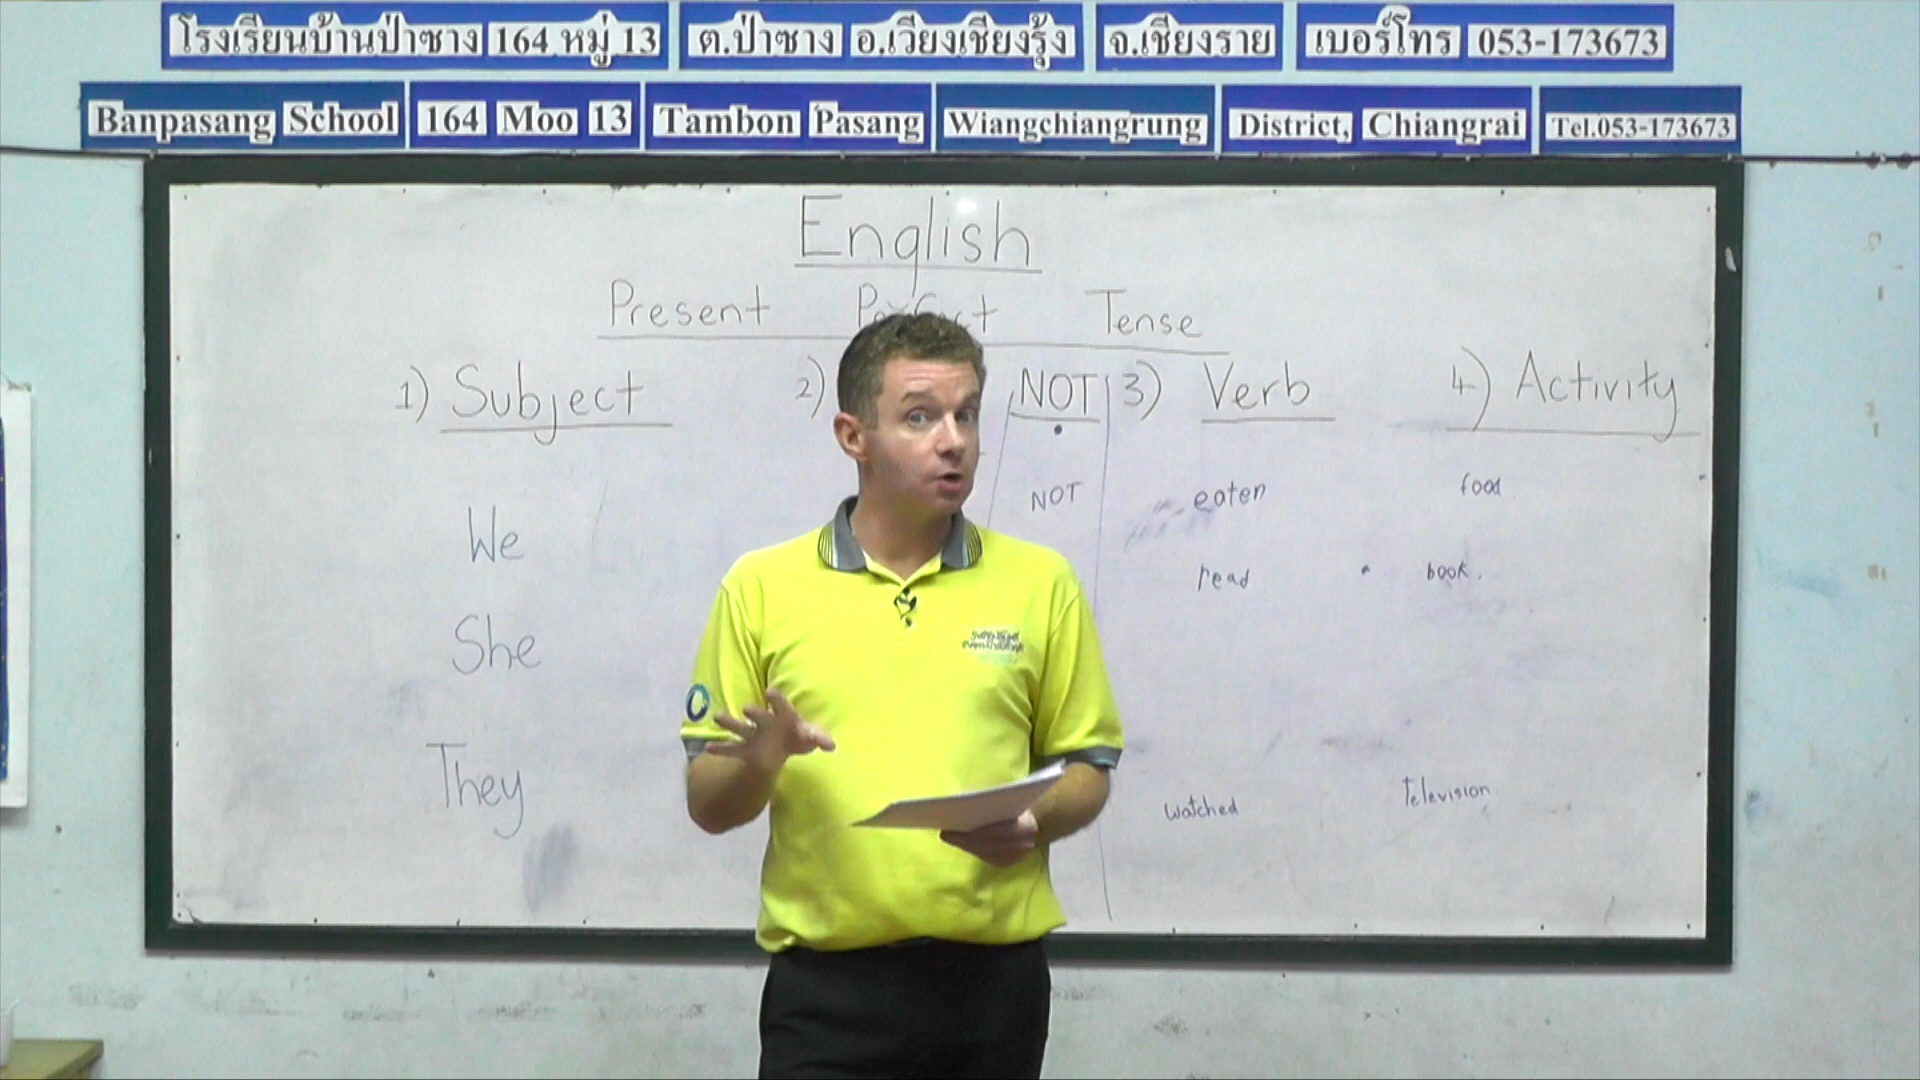 โรงเรียนบ้านป่าซาง 164 หมู่ 13 ต.ป่าซาง อ.เวียงเชียงรุ้ง จ.เชียงราย เบอร์โทร 053-173673
Banpasang School 164 Moo 13 Tambon Pasang Wiangchiangrung District, Chiangrai Tel.053-173673
English
Present Perfect Tense
1) Subject 2) NOT 3) Verb 4) Activity
NOT eaten food
We
read book.
She
They watched television